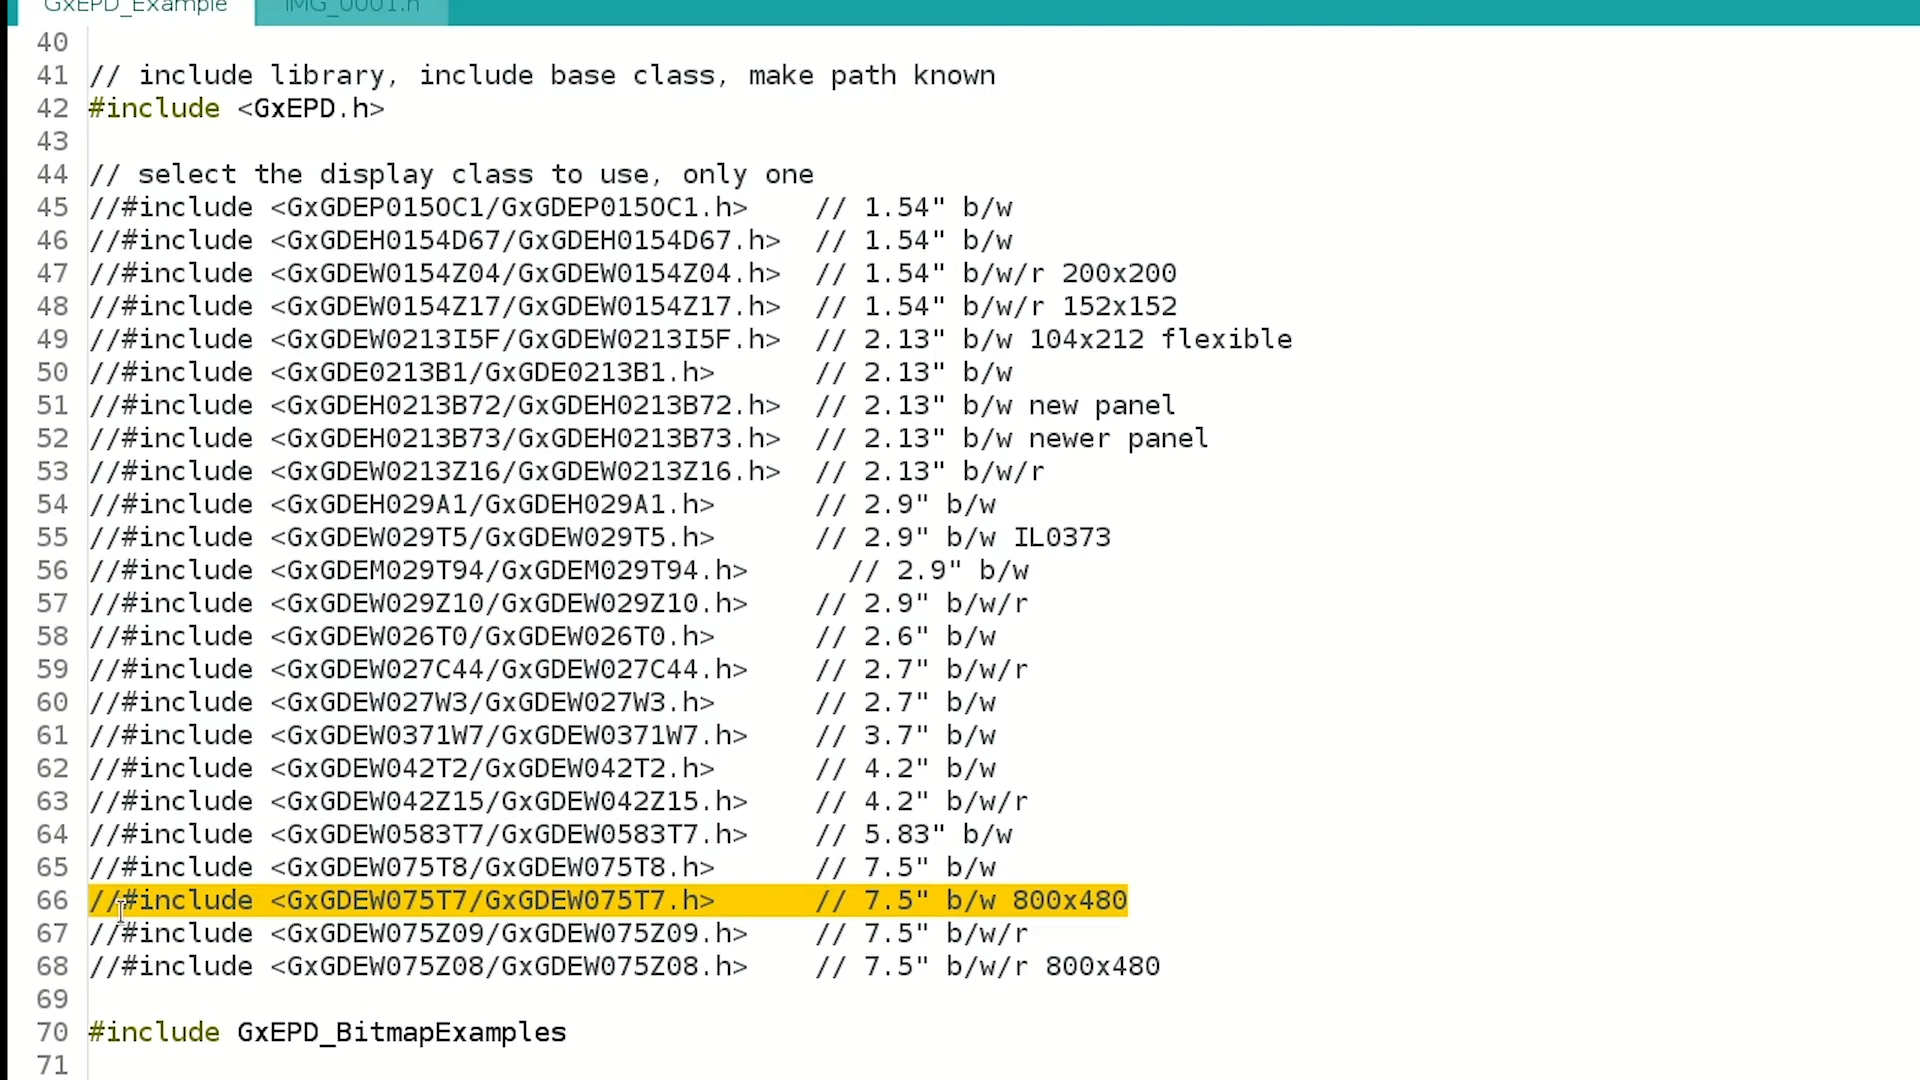 GxEPD_Example IMG_0001.h
40
41 // include library, include base class, make path known
42 #include <GxEPD.h>
43
44 // select the display class to use, only one
45 //#include <GxGDEP015OC1/GxGDEP015OC1.h>    // 1.54" b/w
46 //#include <GxGDEH0154D67/GxGDEH0154D67.h>  // 1.54" b/w
47 //#include <GxGDEW0154Z04/GxGDEW0154Z04.h>  // 1.54" b/w/r 200x200
48 //#include <GxGDEW0154Z17/GxGDEW0154Z17.h>  // 1.54" b/w/r 152x152
49 //#include <GxGDEW0213I5F/GxGDEW0213I5F.h>  // 2.13" b/w 104x212 flexible
50 //#include <GxGDE0213B1/GxGDE0213B1.h>      // 2.13" b/w
51 //#include <GxGDEH0213B72/GxGDEH0213B72.h>  // 2.13" b/w new panel
52 //#include <GxGDEH0213B73/GxGDEH0213B73.h>  // 2.13" b/w newer panel
53 //#include <GxGDEW0213Z16/GxGDEW0213Z16.h>  // 2.13" b/w/r
54 //#include <GxGDEH029A1/GxGDEH029A1.h>      // 2.9" b/w
55 //#include <GxGDEW029T5/GxGDEW029T5.h>      // 2.9" b/w IL0373
56 //#include <GxGDEM029T94/GxGDEM029T94.h>      // 2.9" b/w
57 //#include <GxGDEW029Z10/GxGDEW029Z10.h>    // 2.9" b/w/r
58 //#include <GxGDEW026T0/GxGDEW026T0.h>      // 2.6" b/w
59 //#include <GxGDEW027C44/GxGDEW027C44.h>    // 2.7" b/w/r
60 //#include <GxGDEW027W3/GxGDEW027W3.h>      // 2.7" b/w
61 //#include <GxGDEW0371W7/GxGDEW0371W7.h>    // 3.7" b/w
62 //#include <GxGDEW042T2/GxGDEW042T2.h>      // 4.2" b/w
63 //#include <GxGDEW042Z15/GxGDEW042Z15.h>    // 4.2" b/w/r
64 //#include <GxGDEW0583T7/GxGDEW0583T7.h>    // 5.83" b/w
65 //#include <GxGDEW075T8/GxGDEW075T8.h>      // 7.5" b/w
66 //#include <GxGDEW075T7/GxGDEW075T7.h>      // 7.5" b/w 800x480
67 //#include <GxGDEW075Z09/GxGDEW075Z09.h>    // 7.5" b/w/r
68 //#include <GxGDEW075Z08/GxGDEW075Z08.h>    // 7.5" b/w/r 800x480
69
70 #include GxEPD_BitmapExamples
71